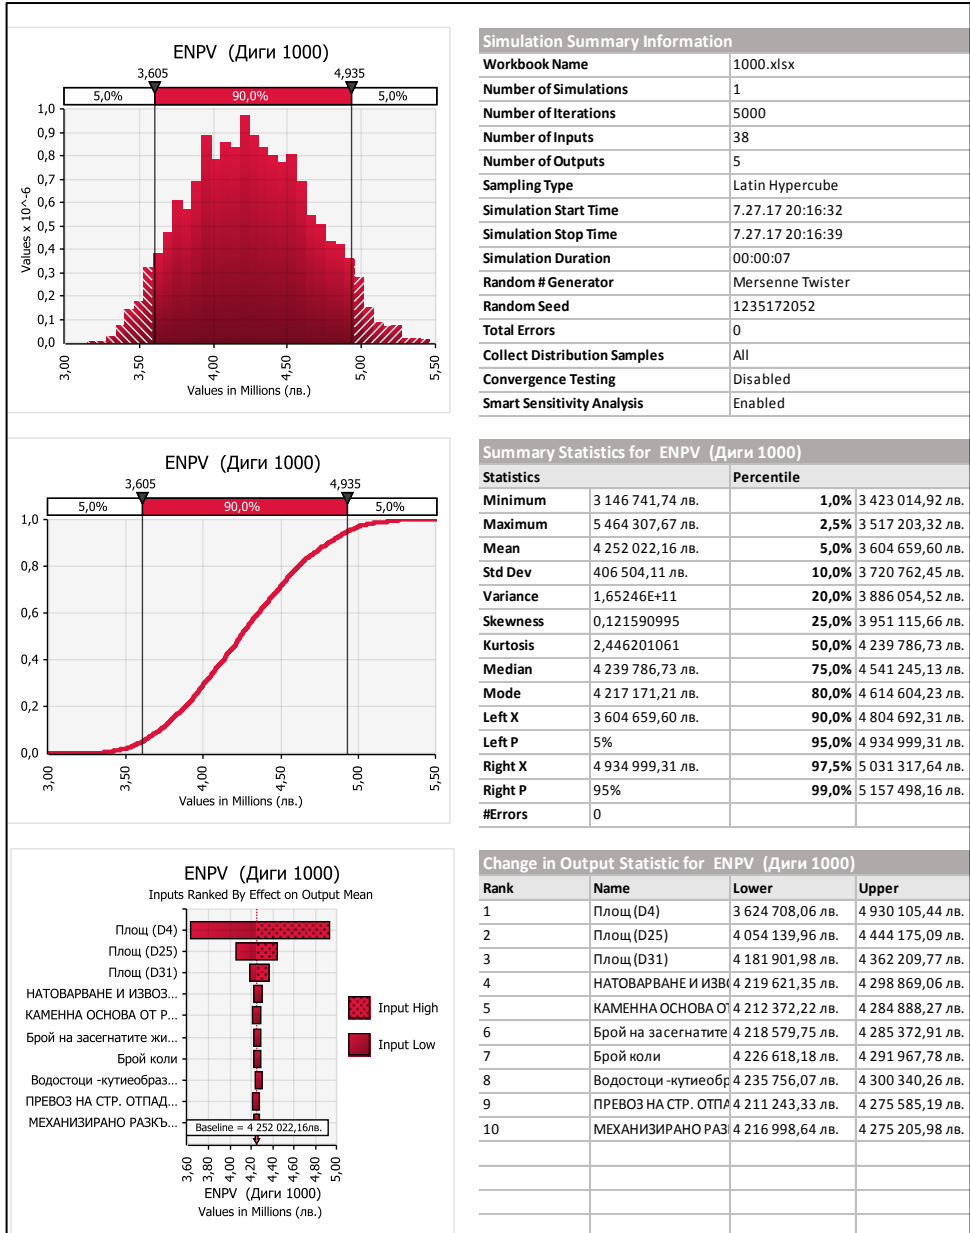 ENPV (Диги 1000)
3,605 4,935
5,0% 90,0% 5,0%
1,0
0,9
0,8
0,7
0,6
0,5
0,4
0,3
0,2
0,1
0,0
Values x 10^-6
3,00 3,50 4,00 4,50 5,00 5,50
Values in Millions (лв.)
Simulation Summary Information
Workbook Name 1000.xlsx
Number of Simulations 1
Number of Iterations 5000
Number of Inputs 38
Number of Outputs 5
Sampling Type Latin Hypercube
Simulation Start Time 7.27.17 20:16:32
Simulation Stop Time 7.27.17 20:16:39
Simulation Duration 00:00:07
Random # Generator Mersenne Twister
Random Seed 1235172052
Total Errors 0
Collect Distribution Samples All
Convergence Testing Disabled
Smart Sensitivity Analysis Enabled
ENPV (Диги 1000)
3,605 4,935
5,0% 90,0% 5,0%
1,0
0,8
0,6
0,4
0,2
0,0
3,00 3,50 4,00 4,50 5,00 5,50
Values in Millions (лв.)
Summary Statistics for ENPV (Диги 1000)
Statistics Percentile
Minimum 3 146 741,74 лв. 1,0% 3 423 014,92 лв.
Maximum 5 464 307,67 лв. 2,5% 3 517 203,32 лв.
Mean 4 252 022,16 лв. 5,0% 3 604 659,60 лв.
Std Dev 406 504,11 лв. 10,0% 3 720 762,45 лв.
Variance 1,65246E+11 20,0% 3 886 054,52 лв.
Skewness 0,121590995 25,0% 3 951 115,66 лв.
Kurtosis 2,446201061 50,0% 4 239 786,73 лв.
Median 4 239 786,73 лв. 75,0% 4 541 245,13 лв.
Mode 4 217 171,21 лв. 80,0% 4 614 604,23 лв.
Left X 3 604 659,60 лв. 90,0% 4 804 692,31 лв.
Left P 5% 95,0% 4 934 999,31 лв.
Right X 4 934 999,31 лв. 97,5% 5 031 317,64 лв.
Right P 95% 99,0% 5 157 498,16 лв.
#Errors 0
ENPV (Диги 1000)
Inputs Ranked By Effect on Output Mean
Площ (D4)
Площ (D25)
Площ (D31)
НАТОВАРВАНЕ И ИЗВОЗ...
КАМЕННА ОСНОВА ОТ Р...
Брой на засегнатите жи...
Брой коли
Водостоци -кутиеобраз...
ПРЕВОЗ НА СТР. ОТПАД...
МЕХАНИЗИРАНО РАЗКЪ...
Input High
Input Low
Baseline = 4 252 022,16лв.
3,60 3,80 4,00 4,20 4,40 4,60 4,80 5,00
ENPV (Диги 1000)
Values in Millions (лв.)
Change in Output Statistic for ENPV (Диги 1000)
Rank Name Lower Upper
1 Площ (D4) 3 624 708,06 лв. 4 930 105,44 лв.
2 Площ (D25) 4 054 139,96 лв. 4 444 175,09 лв.
3 Площ (D31) 4 181 901,98 лв. 4 362 209,77 лв.
4 НАТОВАРВАНЕ И ИЗВО 4 219 621,35 лв. 4 298 869,06 лв.
5 КАМЕННА ОСНОВА ОТ 4 212 372,22 лв. 4 284 888,27 лв.
6 Брой на засегнатите 4 218 579,75 лв. 4 285 372,91 лв.
7 Брой коли 4 226 618,18 лв. 4 291 967,78 лв.
8 Водостоци -кутиеобр 4 235 756,07 лв. 4 300 340,26 лв.
9 ПРЕВОЗ НА СТР. ОТПА 4 211 243,33 лв. 4 275 585,19 лв.
10 МЕХАНИЗИРАНО РАЗ 4 216 998,64 лв. 4 275 205,98 лв.